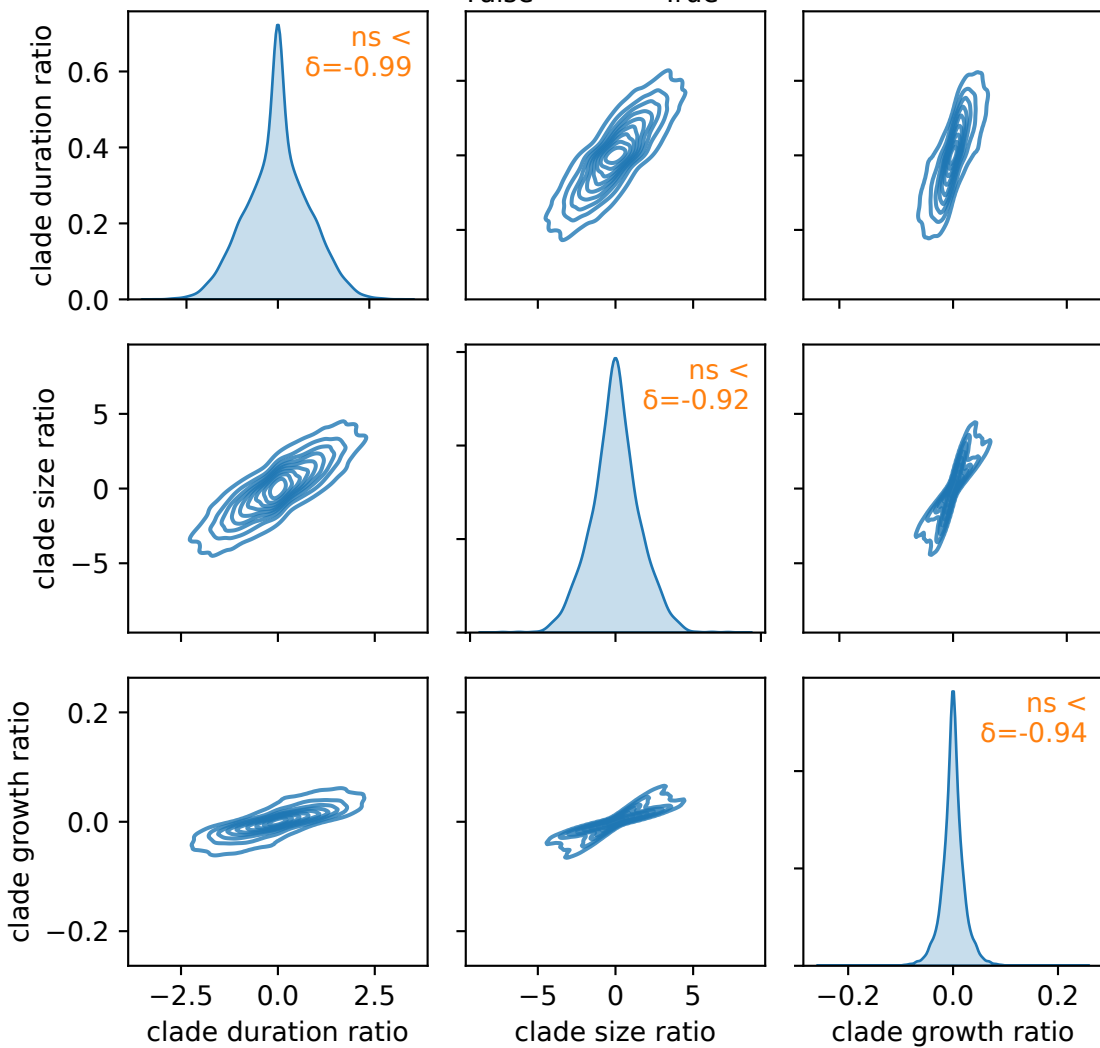 clade duration ratio
0.6
0.4
0.2
0.0
ns <
δ=-0.99
clade size ratio
5
0
−5
ns <
δ=-0.92
clade growth ratio
0.2
0.0
−0.2
ns <
δ=-0.94
−2.5 0.0 2.5
−5 0 5
−0.2 0.0 0.2
clade duration ratio
clade size ratio
clade growth ratio